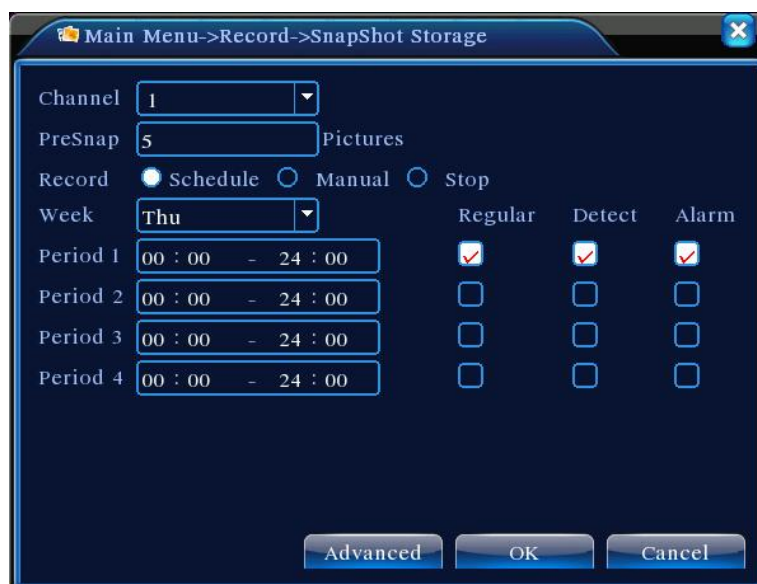 Main Menu->Record->SnapShot Storage
Channel 1
PreSnap 5 Pictures
Record Schedule Manual Stop
Week Thu Regular Detect Alarm
Period 1 00 : 00 - 24 : 00
Period 2 00 : 00 - 24 : 00
Period 3 00 : 00 - 24 : 00
Period 4 00 : 00 - 24 : 00
Advanced OK Cancel